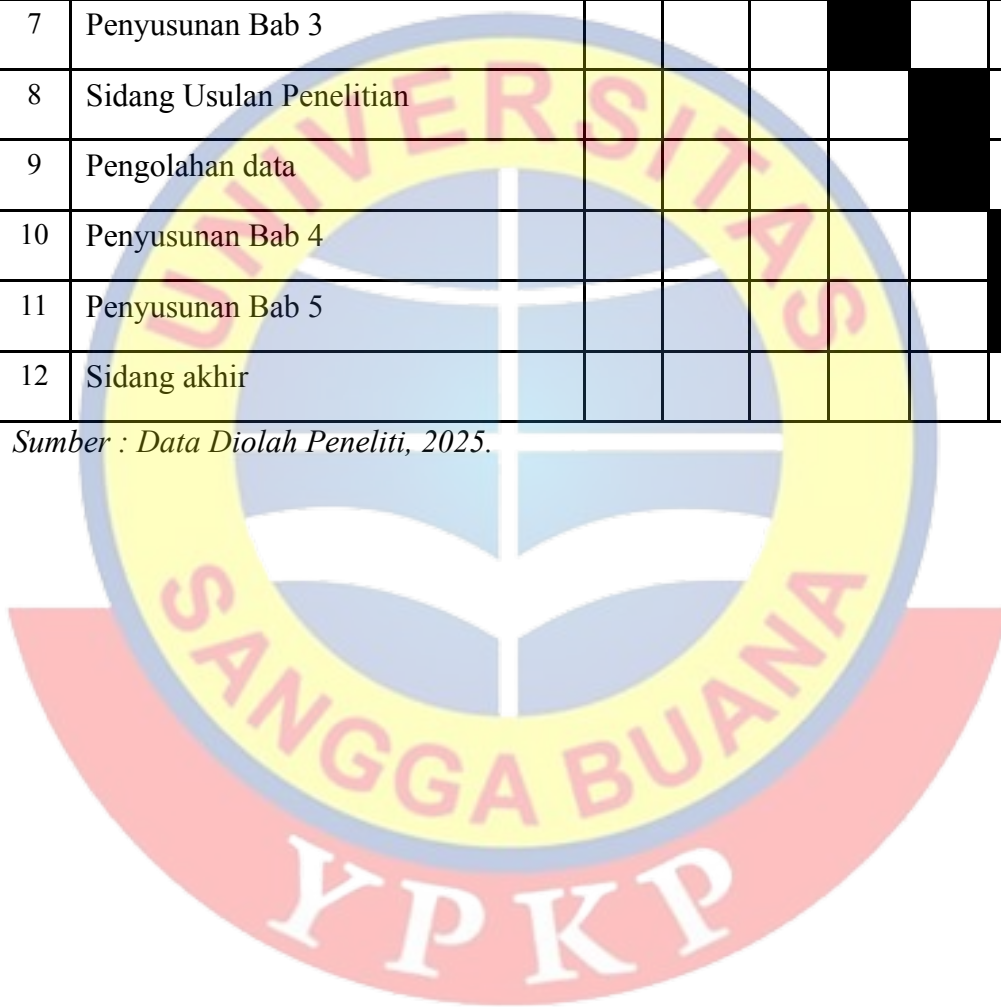 7 Penyusunan Bab 3
8 Sidang Usulan Penelitian
9 Pengolahan data
10 Penyusunan Bab 4
11 Penyusunan Bab 5
12 Sidang akhir
Sumber : Data Diolah Peneliti, 2025.
UNIVERSITAS
SANGGA BUANA
YPKP